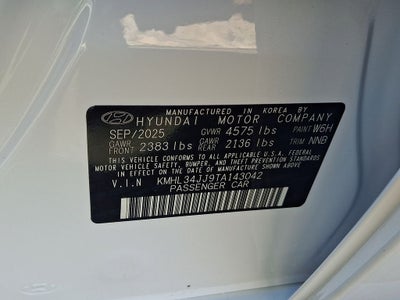 MANUFACTURED IN KOREA BY
HYUNDAI MOTOR COMPANY
SEP/2025 GVWR 4575 lbs PAINT W6H
GAWR FRONT 2383 lbs GAWR REAR 2136 lbs TRIM NNB
THIS VEHICLE CONFORMS TO ALL APPLICABLE U.S.A. FEDERAL
MOTOR VEHICLE SAFETY, BUMPER, AND THEFT PREVENTION
STANDARDS IN EFFECT ON THE DATE OF MANUFACTURE SHOWN ABOVE.
V.I.N KMHL34JJ9TA143042
PASSENGER CAR